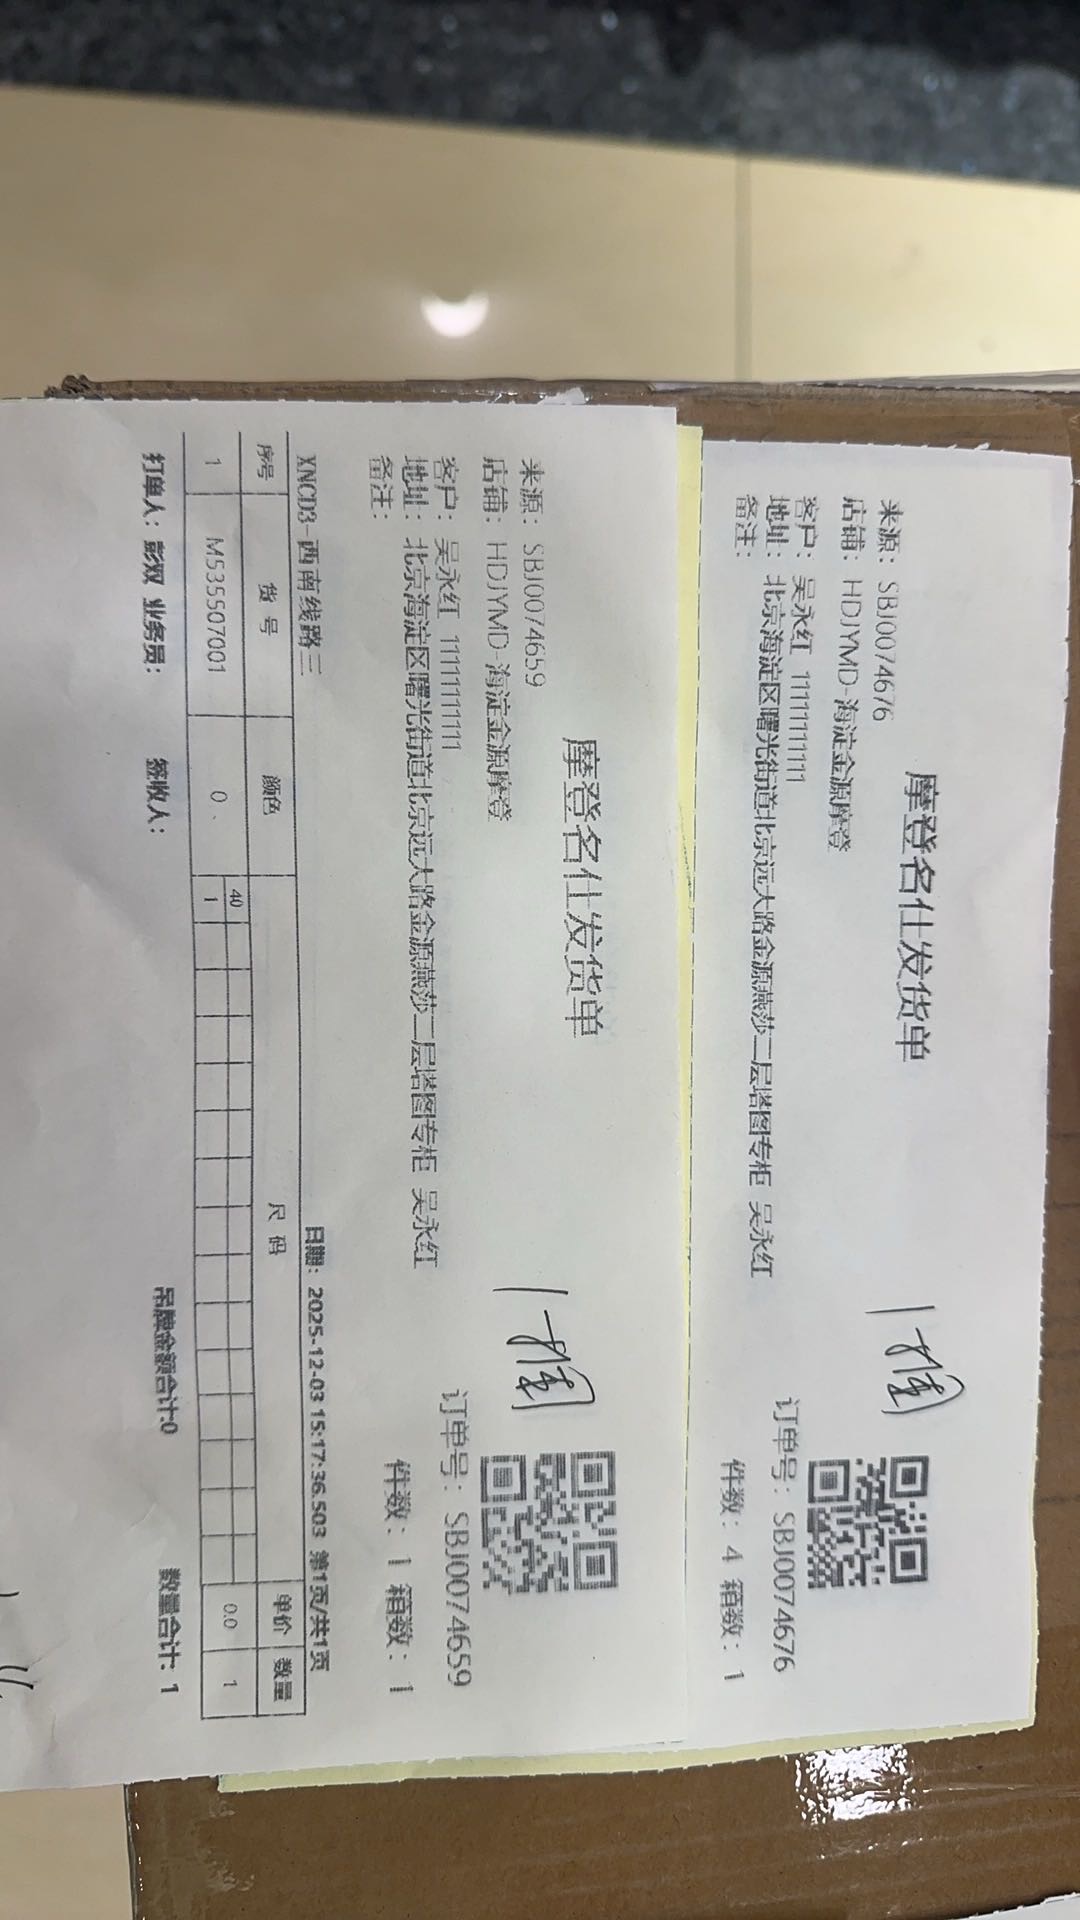 摩登名仕发货单
来源：SBJ0074676
店铺：HDJYMD-海淀金源摩登
客户：吴永红 11111111111
地址：北京海淀区曙光街道北京远大路金源燕莎二层塔图专柜 吴永红
备注：
订单号：SBJ0074676
件数：4 箱数：1
摩登名仕发货单
来源：SBJ0074659
店铺：HDJYMD-海淀金源摩登
客户：吴永红 11111111111
地址：北京海淀区曙光街道北京远大路金源燕莎二层塔图专柜 吴永红
备注：
订单号：SBJ0074659
件数：1 箱数：1
XNCD3-西南线路三 日期：2025-12-03 15:17:36.503 第1页/共1页
序号 货号 颜色 尺码 单价 数量
40
1 M535507001 0 1 0.0 1
打单人：彭双 业务员： 签收人： 吊牌金额合计:0 数量合计：1